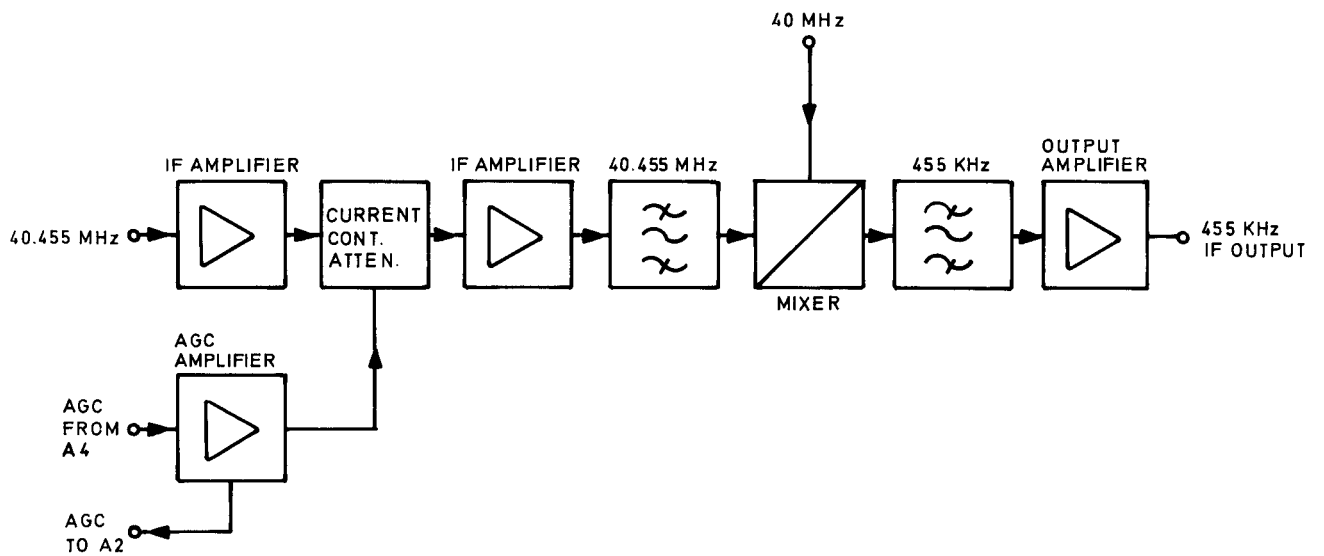 40 MHz
IF AMPLIFIER
IF AMPLIFIER
40.455 MHz
455 KHz
OUTPUT
AMPLIFIER
40.455 MHz
CURRENT
CONT.
ATTEN.
455 KHz
IF OUTPUT
MIXER
AGC
AMPLIFIER
AGC
FROM
A4
AGC
TO A2